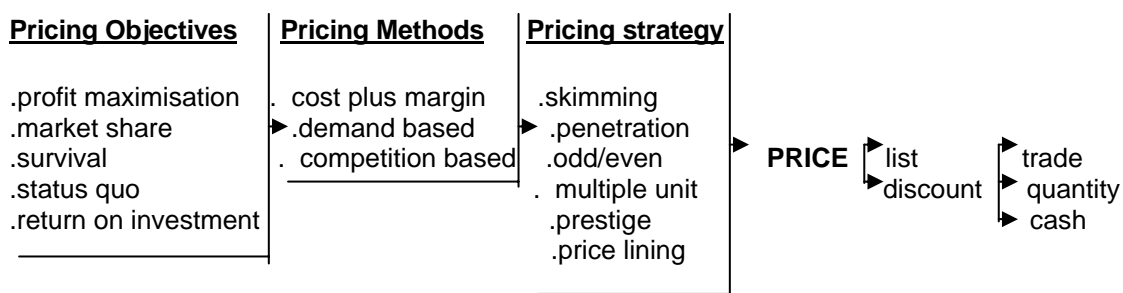 Pricing Objectives
.profit maximisation
.market share
.survival
.status quo
.return on investment
Pricing Methods
. cost plus margin
.demand based
. competition based
Pricing strategy
.skimming
.penetration
.odd/even
. multiple unit
.prestige
.price lining
PRICE
list
discount
trade
quantity
cash